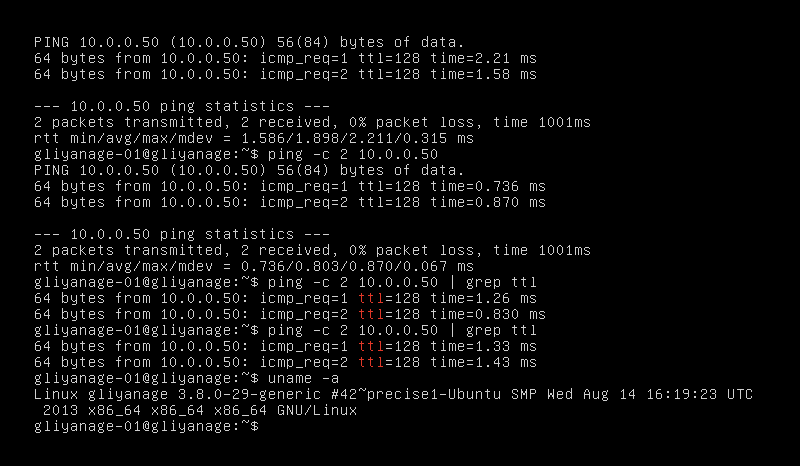 PING 10.0.0.50 (10.0.0.50) 56(84) bytes of data.
64 bytes from 10.0.0.50: icmp_req=1 ttl=128 time=2.21 ms
64 bytes from 10.0.0.50: icmp_req=2 ttl=128 time=1.58 ms

--- 10.0.0.50 ping statistics ---
2 packets transmitted, 2 received, 0% packet loss, time 1001ms
rtt min/avg/max/mdev = 1.586/1.898/2.211/0.315 ms
gliyanage-01@gliyanage:~$ ping -c 2 10.0.0.50
PING 10.0.0.50 (10.0.0.50) 56(84) bytes of data.
64 bytes from 10.0.0.50: icmp_req=1 ttl=128 time=0.736 ms
64 bytes from 10.0.0.50: icmp_req=2 ttl=128 time=0.870 ms

--- 10.0.0.50 ping statistics ---
2 packets transmitted, 2 received, 0% packet loss, time 1001ms
rtt min/avg/max/mdev = 0.736/0.803/0.870/0.067 ms
gliyanage-01@gliyanage:~$ ping -c 2 10.0.0.50 | grep ttl
64 bytes from 10.0.0.50: icmp_req=1 ttl=128 time=1.26 ms
64 bytes from 10.0.0.50: icmp_req=2 ttl=128 time=0.830 ms
gliyanage-01@gliyanage:~$ ping -c 2 10.0.0.50 | grep ttl
64 bytes from 10.0.0.50: icmp_req=1 ttl=128 time=1.33 ms
64 bytes from 10.0.0.50: icmp_req=2 ttl=128 time=1.43 ms
gliyanage-01@gliyanage:~$ uname -a
Linux gliyanage 3.8.0-29-generic #42~precise1-Ubuntu SMP Wed Aug 14 16:19:23 UTC
 2013 x86_64 x86_64 x86_64 GNU/Linux
gliyanage-01@gliyanage:~$